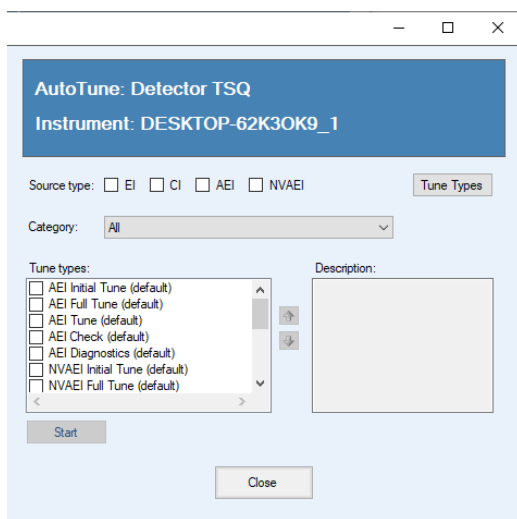 AutoTune: Detector TSQ
Instrument: DESKTOP-62K3OK9_1
Source type: EI CI AEI NVAEI Tune Types
Category: All
Tune types: Description:
AEI Initial Tune (default)
AEI Full Tune (default)
AEI Tune (default)
AEI Check (default)
AEI Diagnostics (default)
NVAEI Initial Tune (default)
NVAEI Full Tune (default)
Start
Close